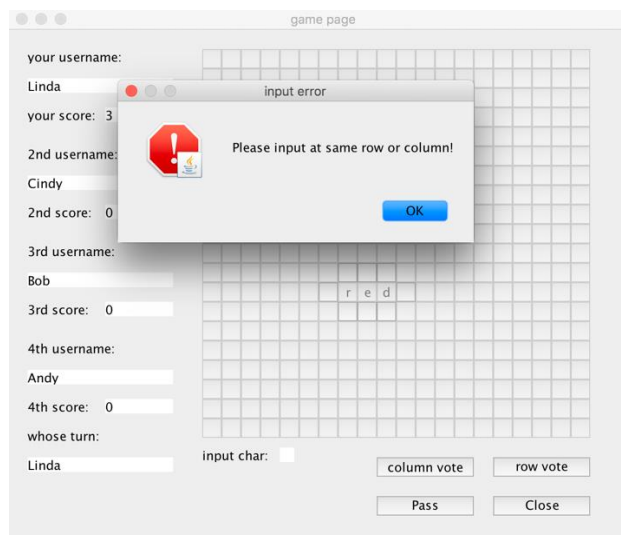 game page
your username:
Linda
your score: 3
2nd username:
Cindy
2nd score: 0
3rd username:
Bob
3rd score: 0
4th username:
Andy
4th score: 0
whose turn:
Linda
input error
Please input at same row or column!
OK
r e d
input char:
column vote
row vote
Pass
Close